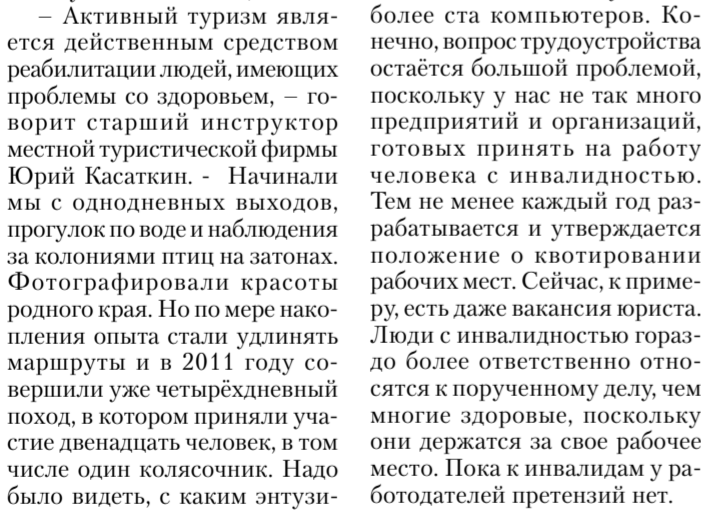 – Активный туризм явля-
ется действенным средством
реабилитации людей, имеющих
проблемы со здоровьем, – го-
ворит старший инструктор
местной туристической фирмы
Юрий Касаткин. - Начинали
мы с однодневных выходов,
прогулок по воде и наблюдения
за колониями птиц на затонах.
Фотографировали красоты
родного края. Но по мере нако-
пления опыта стали удлинять
маршруты и в 2011 году со-
вершили уже четырёхдневный
поход, в котором приняли уча-
стие двенадцать человек, в том
числе один колясочник. Надо
было видеть, с каким энтузи-
более ста компьютеров. Ко-
нечно, вопрос трудоустройства
остаётся большой проблемой,
поскольку у нас не так много
предприятий и организаций,
готовых принять на работу
человека с инвалидностью.
Тем не менее каждый год раз-
рабатывается и утверждается
положение о квотировании
рабочих мест. Сейчас, к приме-
ру, есть даже вакансия юриста.
Люди с инвалидностью гораз-
до более ответственно отно-
сятся к порученному делу, чем
многие здоровые, поскольку
они держатся за свое рабочее
место. Пока к инвалидам у ра-
ботодателей претензий нет.